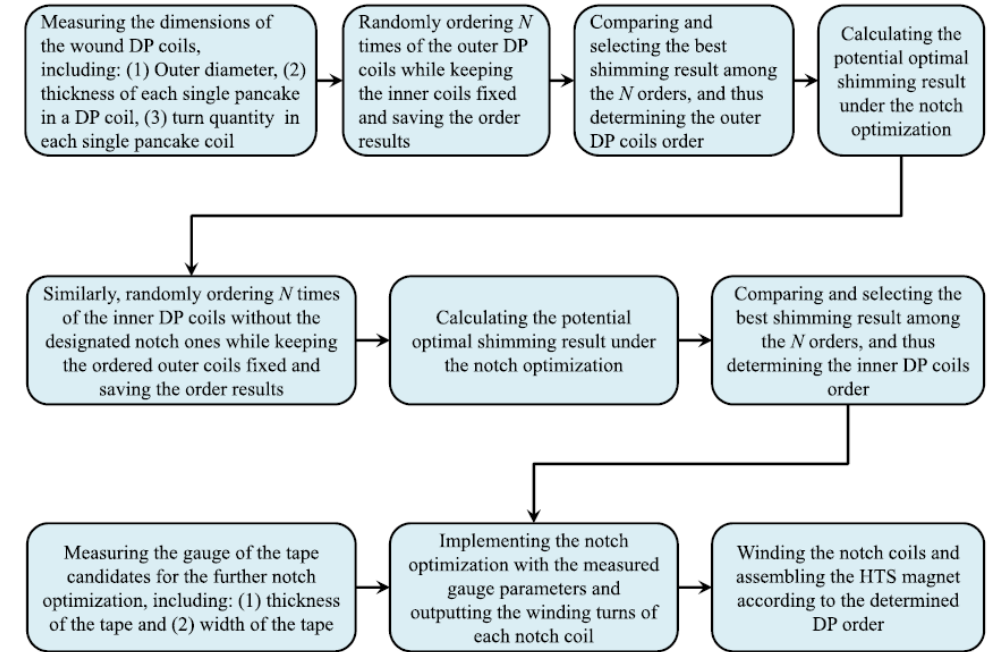 Measuring the dimensions of
the wound DP coils,
including: (1) Outer diameter, (2)
thickness of each single pancake
in a DP coil, (3) turn quantity in
each single pancake coil
Randomly ordering N
times of the outer DP
coils while keeping
the inner coils fixed
and saving the order
results
Comparing and
selecting the best
shimming result among
the N orders, and thus
determining the outer
DP coils order
Calculating the
potential optimal
shimming result
under the notch
optimization
Similarly, randomly ordering N times
of the inner DP coils without the
designated notch ones while keeping
the ordered outer coils fixed and
saving the order results
Calculating the potential
optimal shimming result under
the notch optimization
Comparing and selecting the
best shimming result among
the N orders, and thus
determining the inner DP coils
order
Measuring the gauge of the tape
candidates for the further notch
optimization, including: (1) thickness
of the tape and (2) width of the tape
Implementing the notch
optimization with the measured
gauge parameters and
outputting the winding turns of
each notch coil
Winding the notch coils and
assembling the HTS magnet
according to the determined
DP order